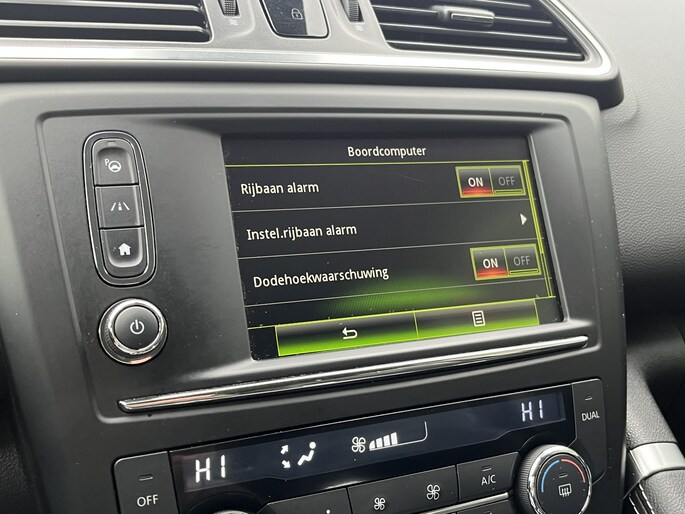 Boordcomputer
Rijbaan alarm
ON OFF
Instel.rijbaan alarm
Dodehoekwaarschuwing
ON OFF
P
HI
HI
DUAL
OFF
A/C